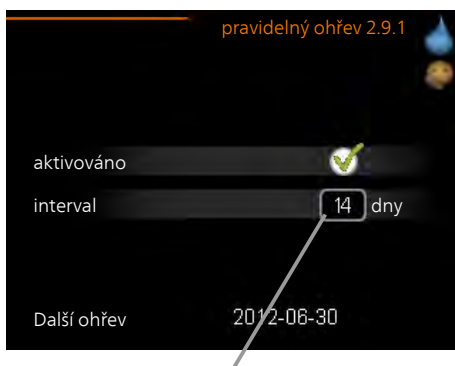 pravidelný ohřev 2.9.1
aktivováno
interval 14 dny
Další ohřev 2012-06-30